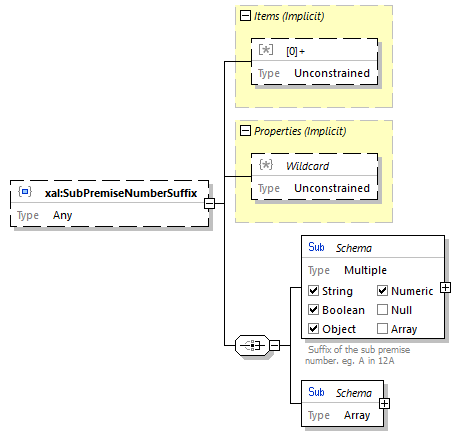 Items (Implicit)
[0]+
Type Unconstrained
Properties (Implicit)
Wildcard
Type Unconstrained
xal:SubPremiseNumberSuffix
Type Any
Sub Schema
Type Multiple
String Numeric
Boolean Null
Object Array
Suffix of the sub premise
number. eg. A in 12A
Sub Schema
Type Array